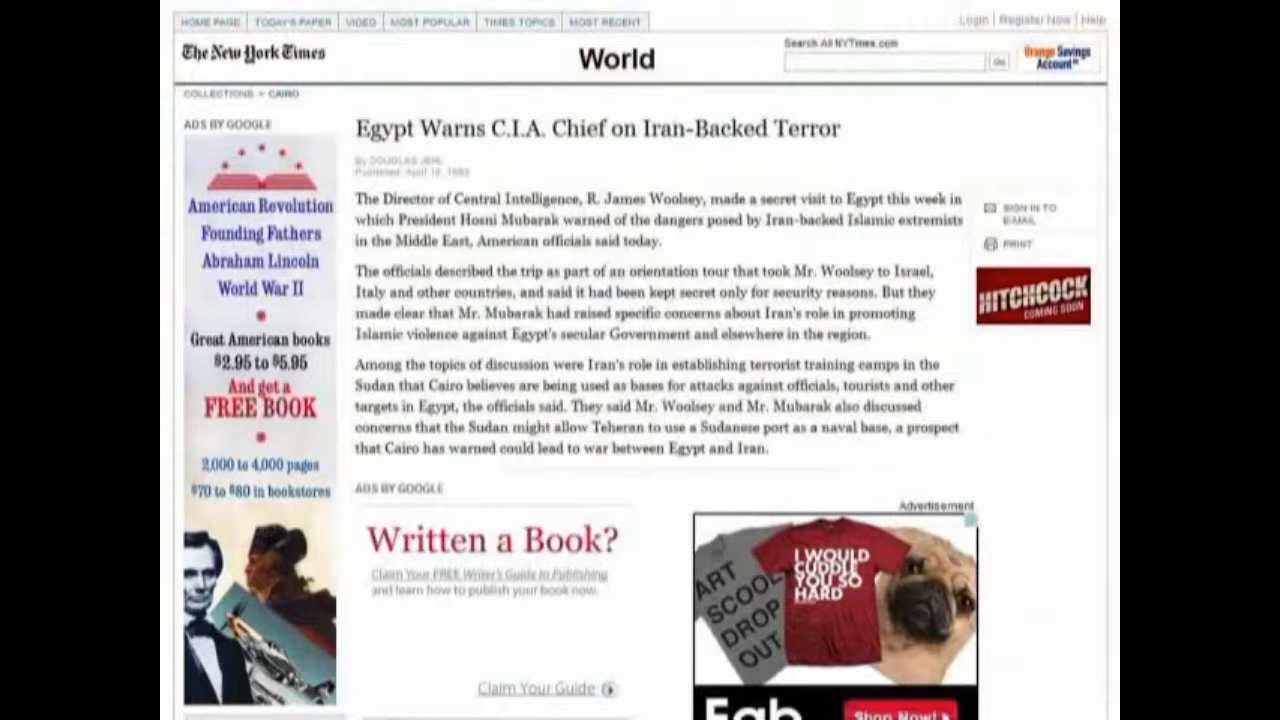 HOME PAGE TODAY'S PAPER VIDEO MOST POPULAR TIMES TOPICS MOST RECENT
Login Register Now Help
The New York Times
World
Search All NYTimes.com
Go
Orange Savings
Account
COLLECTIONS > CAIRO
ADS BY GOOGLE
American Revolution
Founding Fathers
Abraham Lincoln
World War II
Great American books
$2.95 to $5.95
And get a
FREE BOOK
2,000 to 4,000 pages
$70 to $80 in bookstores
Egypt Warns C.I.A. Chief on Iran-Backed Terror
By DOUGLAS JEHL
Published: April
The Director of Central Intelligence, R. James Woolsey, made a secret visit to Egypt this week in
which President Hosni Mubarak warned of the dangers posed by Iran-backed Islamic extremists
in the Middle East, American officials said today.
The officials described the trip as part of an orientation tour that took Mr. Woolsey to Israel,
Italy and other countries, and said it had been kept secret only for security reasons. But they
made clear that Mr. Mubarak had raised specific concerns about Iran's role in promoting
Islamic violence against Egypt's secular Government and elsewhere in the region.
Among the topics of discussion were Iran's role in establishing terrorist training camps in the
Sudan that Cairo believes are being used as bases for attacks against officials, tourists and other
targets in Egypt, the officials said. They said Mr. Woolsey and Mr. Mubarak also discussed
concerns that the Sudan might allow Teheran to use a Sudanese port as a naval base, a prospect
that Cairo has warned could lead to war between Egypt and Iran.
SIGN IN TO
E-MAIL
PRINT
HITCHCOCK
COMING SOON
ADS BY GOOGLE
Written a Book?
Claim Your FREE Writer's Guide to Publishing
and learn how to publish your book now.
Claim Your Guide
Advertisement
ART
SCOOL
DROP
OUT
I WOULD
CUDDLE
YOU SO
HARD
Fab
Shop Now!